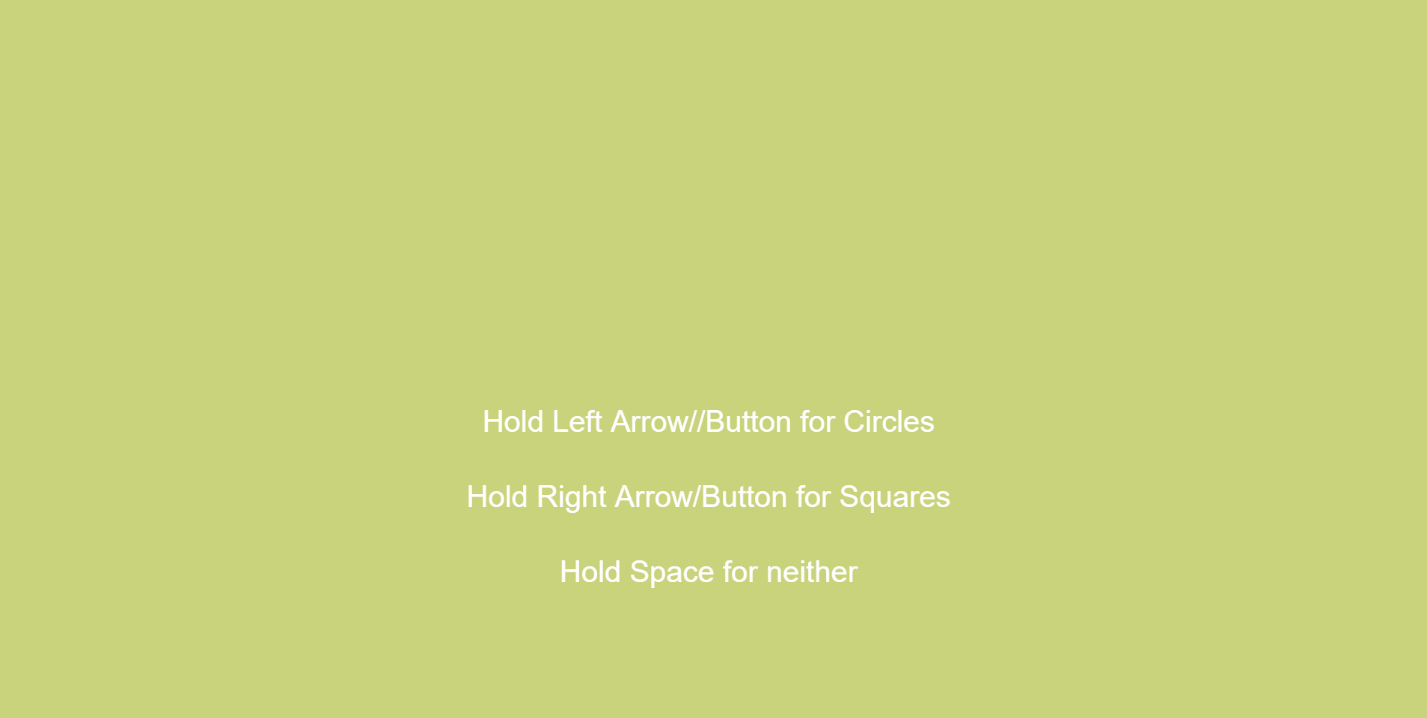 Hold Left Arrow//Button for Circles
Hold Right Arrow/Button for Squares
Hold Space for neither